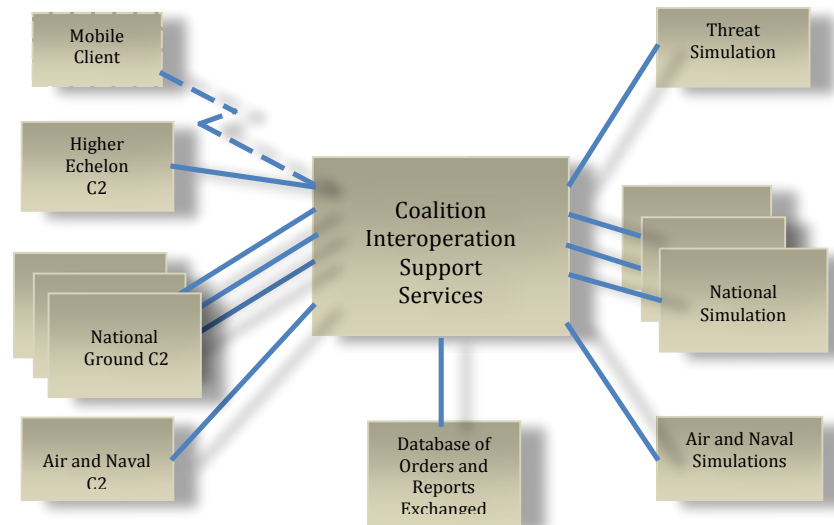 Mobile
Client
Threat
Simulation
Higher
Echelon
C2
Coalition
Interoperation
Support
Services
National
Ground C2
National
Simulation
Air and Naval
C2
Database of
Orders and
Reports
Exchanged
Air and Naval
Simulations